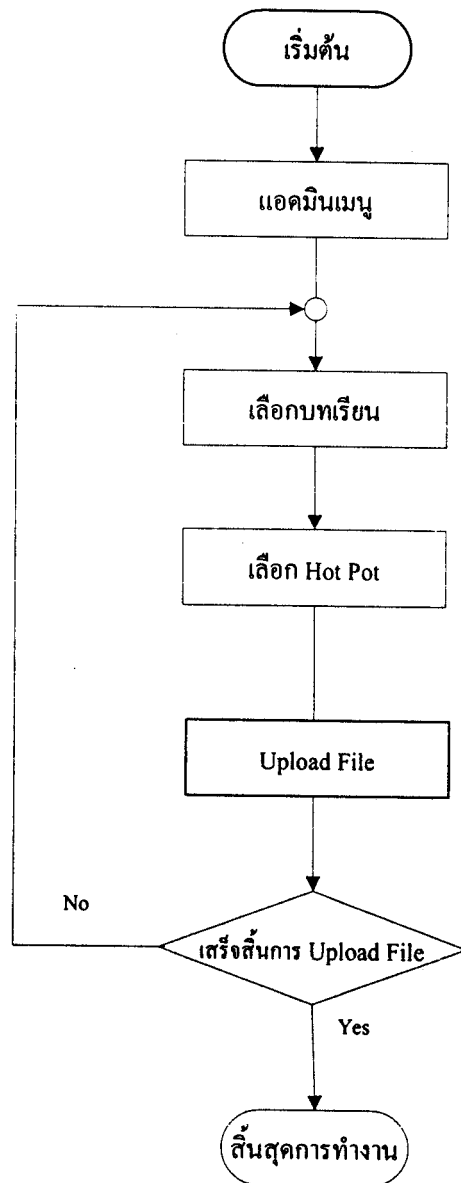 เริ่มต้น
แอดมินเมนู
เลือกบทเรียน
เลือก Hot Pot
Upload File
No
เสร็จสิ้นการ Upload File
Yes
สิ้นสุดการทำงาน